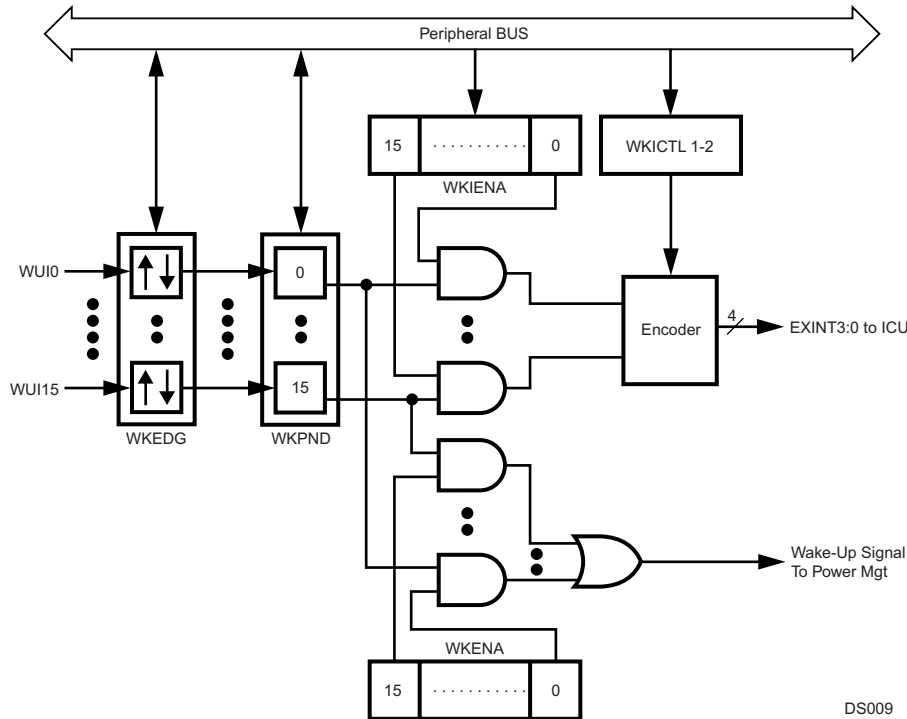 Peripheral BUS
15 ........... 0
WKICTL 1-2
WKIENA
WUI0
0
Encoder
4
EXINT3:0 to ICU
WUI15
15
WKEDG
WKPND
Wake-Up Signal
To Power Mgt
WKENA
15 ........... 0
DS009